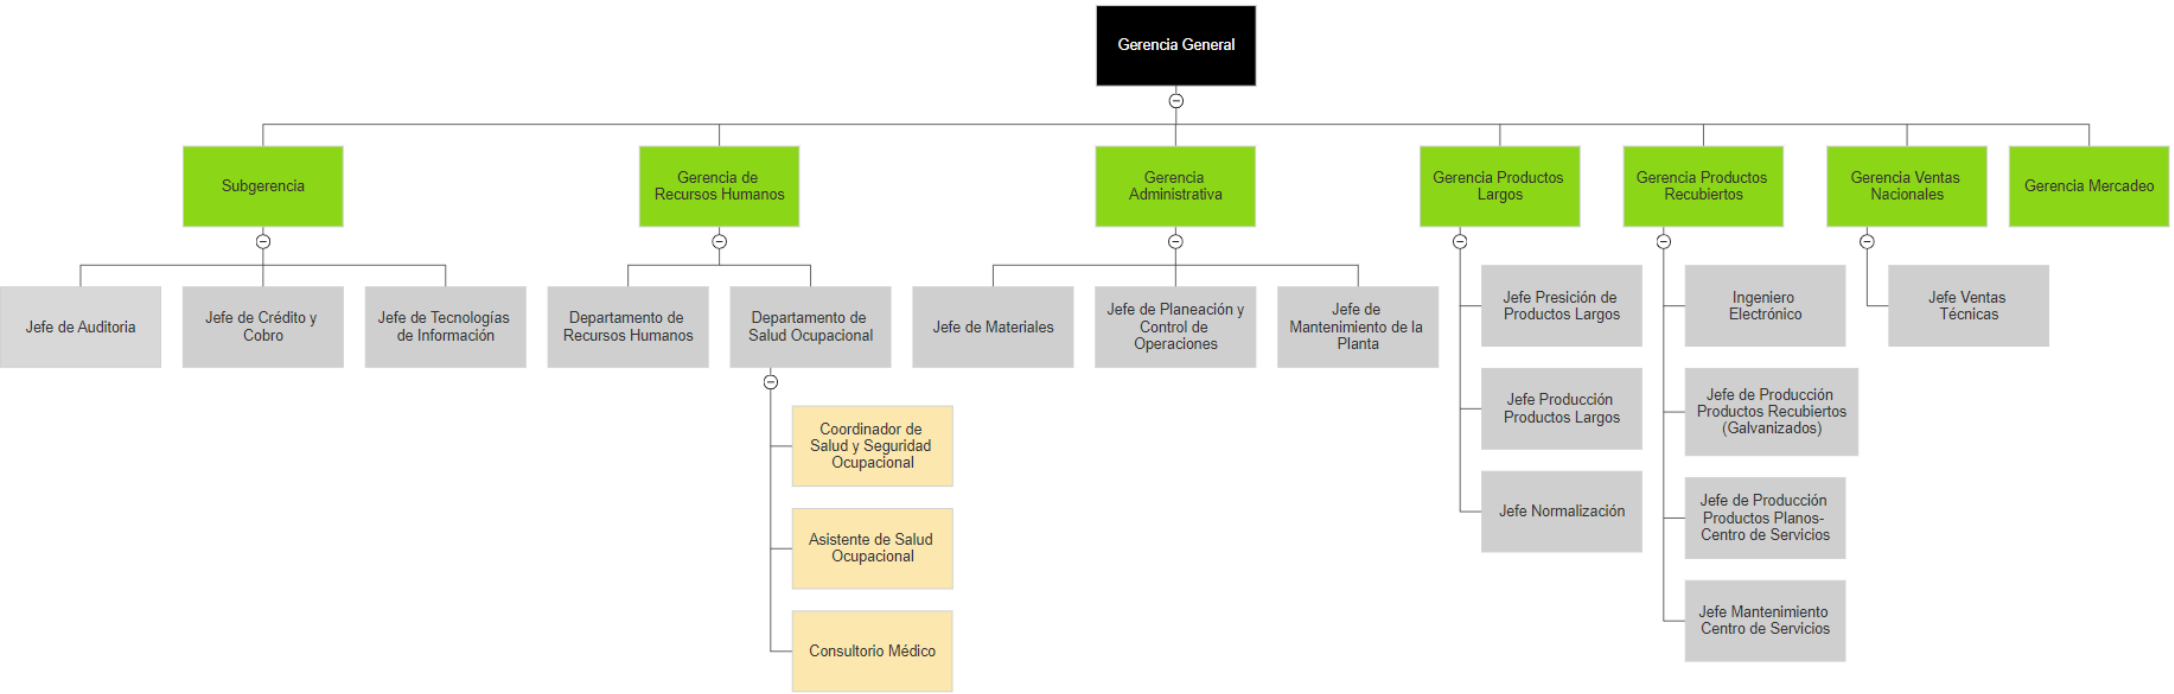 Gerencia General
Subgerencia
Gerencia de
Recursos Humanos
Gerencia
Administrativa
Gerencia Productos
Largos
Gerencia Productos
Recubiertos
Gerencia Ventas
Nacionales
Gerencia Mercadeo
Jefe de Auditoria
Jefe de Crédito y
Cobro
Jefe de Tecnologías
de Información
Departamento de
Recursos Humanos
Departamento de
Salud Ocupacional
Coordinador de
Salud y Seguridad
Ocupacional
Asistente de Salud
Ocupacional
Consultorio Médico
Jefe de Materiales
Jefe de Planeación y
Control de
Operaciones
Jefe de
Mantenimiento de la
Planta
Jefe Presición de
Productos Largos
Jefe Producción
Productos Largos
Jefe Normalización
Ingeniero
Electrónico
Jefe de Producción
Productos Recubiertos
(Galvanizados)
Jefe de Producción
Productos Planos-
Centro de Servicios
Jefe Mantenimiento
Centro de Servicios
Jefe Ventas
Técnicas